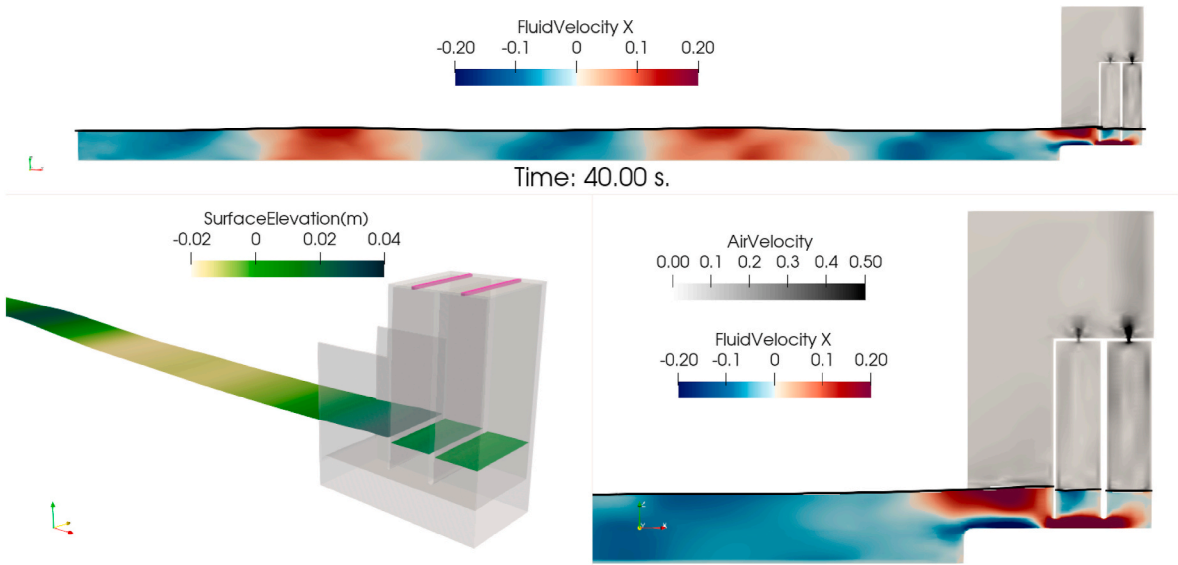 FluidVelocity X
-0.20 -0.1 0 0.1 0.20
Time: 40.00 s.
SurfaceElevation(m)
-0.02 0 0.02 0.04
AirVelocity
0.00 0.1 0.2 0.3 0.4 0.50
FluidVelocity X
-0.20 -0.1 0 0.1 0.20